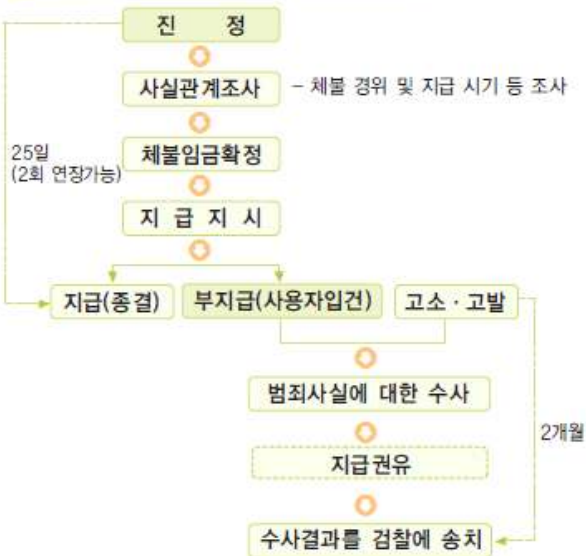 진 정
사실관계조사 - 체불 경위 및 지급 시기 등 조사
25일
(2회 연장가능)
체불임금확정
지 급 지 시
지급(종결) 부지급(사용자입건) 고소·고발
범죄사실에 대한 수사
2개월
지급권유
수사결과를 검찰에 송치